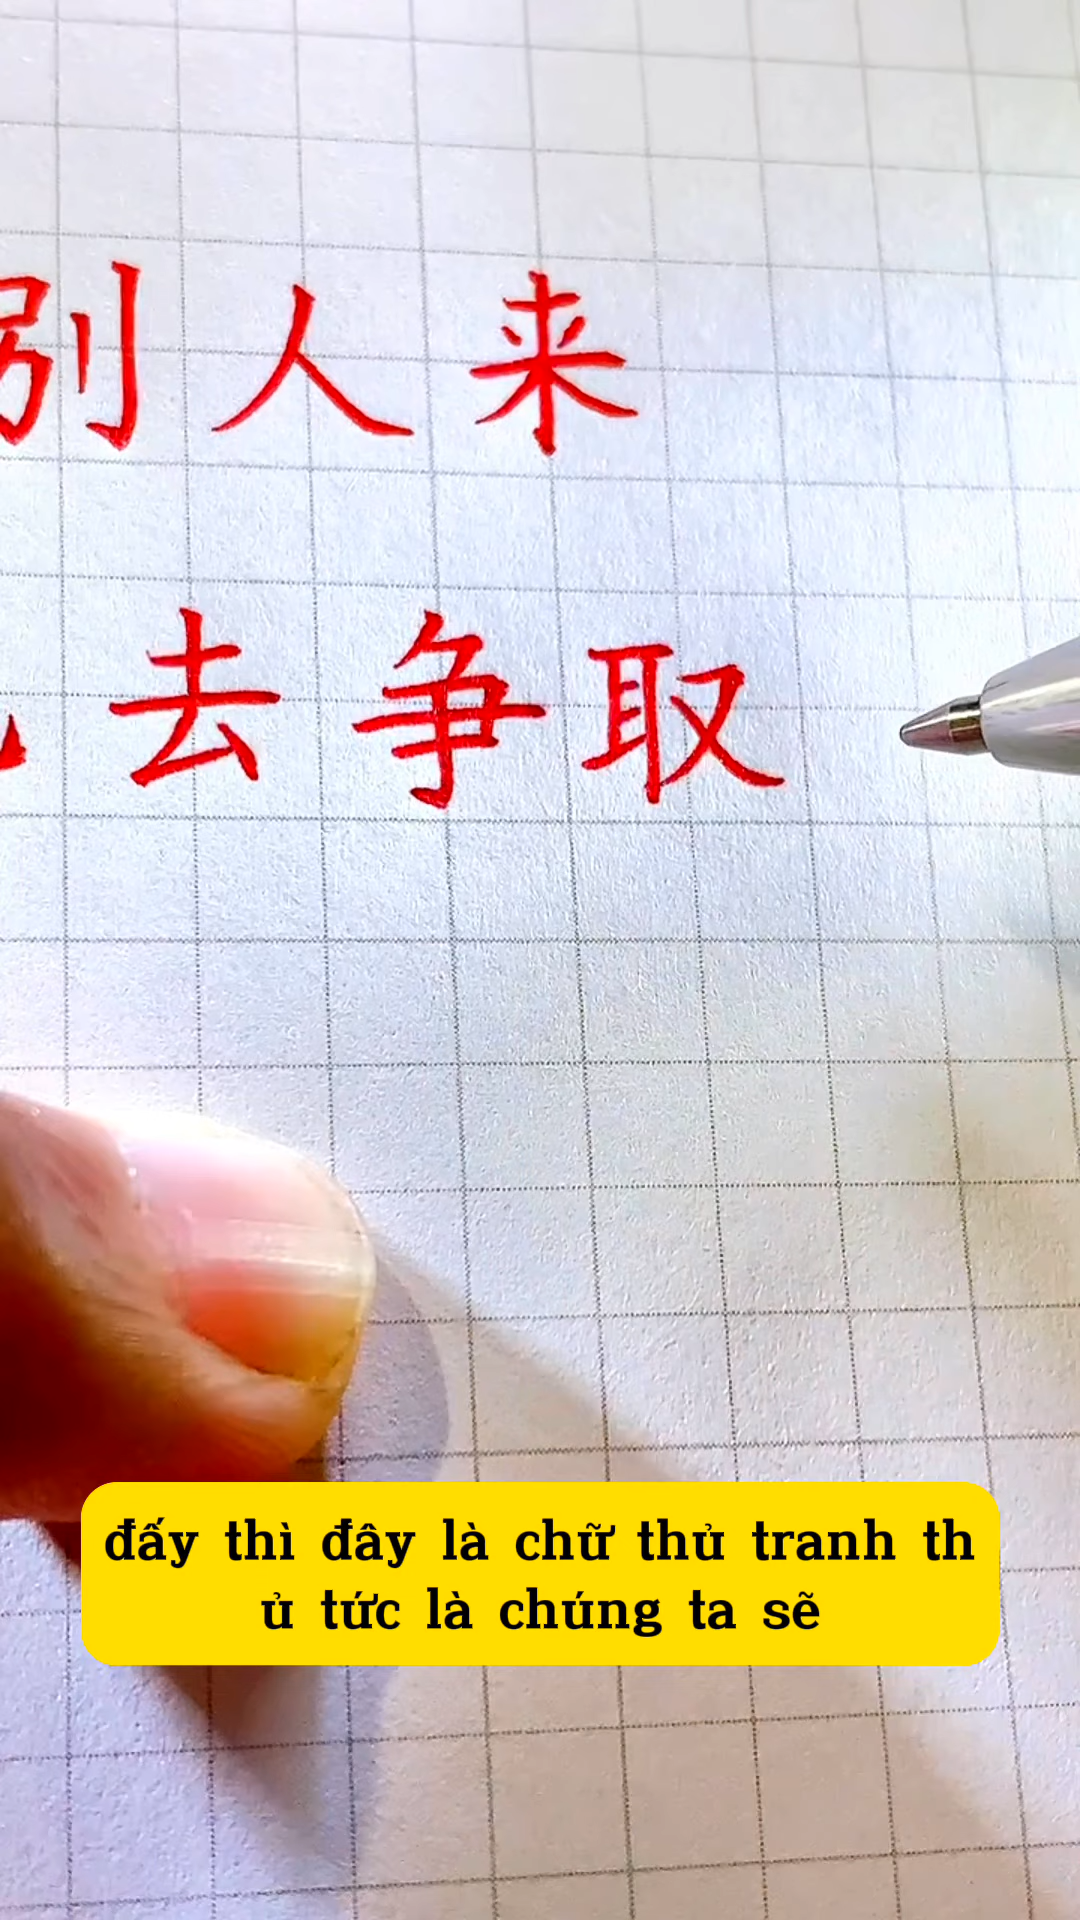 别人来
去争取
đấy thì đây là chữ thủ tranh th
ủ tức là chúng ta sẽ